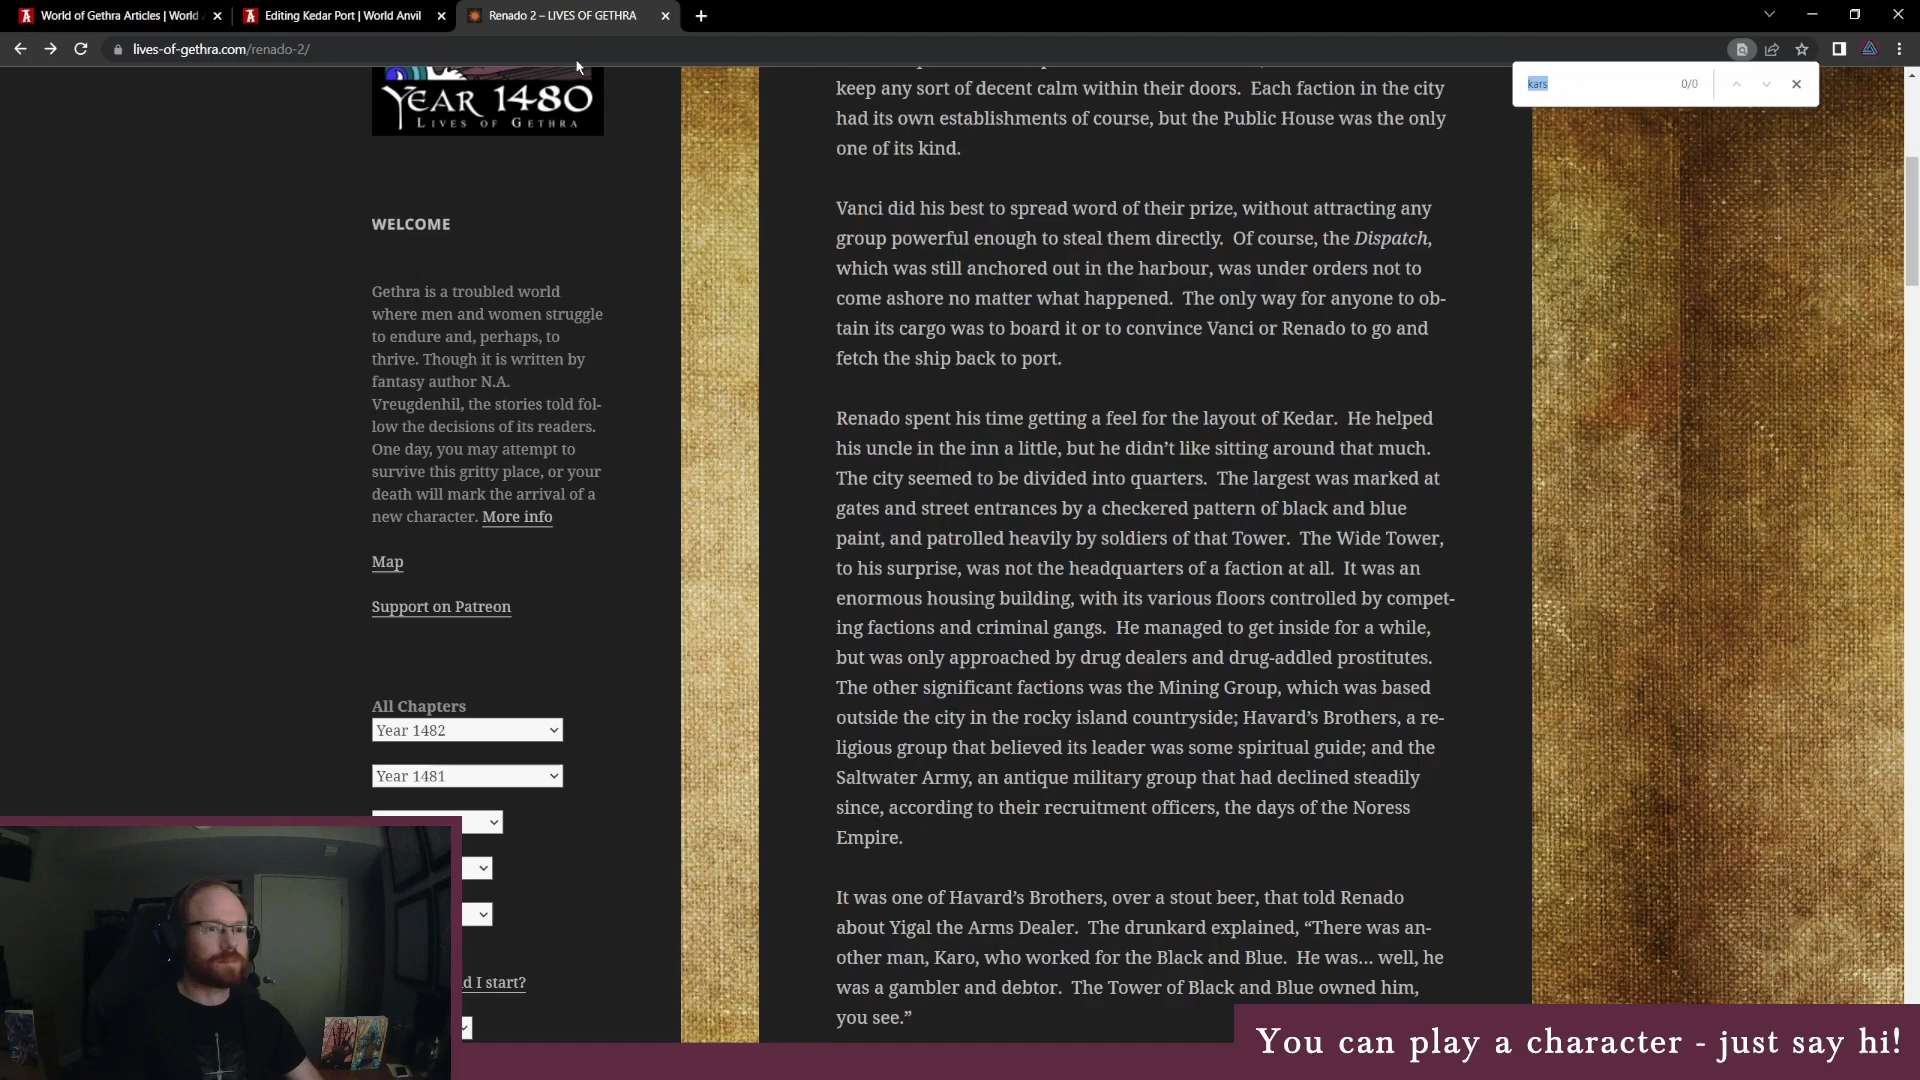 World of Gethra Articles | World
Editing Kedar Port | World Anvil
Renado 2 – LIVES OF GETHRA
lives-of-gethra.com/renado-2/
kars
0/0
YEAR 1480
LIVES OF GETHRA
WELCOME
Gethra is a troubled world
where men and women struggle
to endure and, perhaps, to
thrive. Though it is written by
fantasy author N.A.
Vreugdenhil, the stories told fol-
low the decisions of its readers.
One day, you may attempt to
survive this gritty place, or your
death will mark the arrival of a
new character. More info
Map
Support on Patreon
All Chapters
Year 1482
Year 1481
d I start?
keep any sort of decent calm within their doors. Each faction in the city
had its own establishments of course, but the Public House was the only
one of its kind.
Vanci did his best to spread word of their prize, without attracting any
group powerful enough to steal them directly. Of course, the Dispatch,
which was still anchored out in the harbour, was under orders not to
come ashore no matter what happened. The only way for anyone to ob-
tain its cargo was to board it or to convince Vanci or Renado to go and
fetch the ship back to port.
Renado spent his time getting a feel for the layout of Kedar. He helped
his uncle in the inn a little, but he didn’t like sitting around that much.
The city seemed to be divided into quarters. The largest was marked at
gates and street entrances by a checkered pattern of black and blue
paint, and patrolled heavily by soldiers of that Tower. The Wide Tower,
to his surprise, was not the headquarters of a faction at all. It was an
enormous housing building, with its various floors controlled by compet-
ing factions and criminal gangs. He managed to get inside for a while,
but was only approached by drug dealers and drug-addled prostitutes.
The other significant factions was the Mining Group, which was based
outside the city in the rocky island countryside; Havard’s Brothers, a re-
ligious group that believed its leader was some spiritual guide; and the
Saltwater Army, an antique military group that had declined steadily
since, according to their recruitment officers, the days of the Noress
Empire.
It was one of Havard’s Brothers, over a stout beer, that told Renado
about Yigal the Arms Dealer. The drunkard explained, “There was an-
other man, Karo, who worked for the Black and Blue. He was… well, he
was a gambler and debtor. The Tower of Black and Blue owned him,
you see.”
You can play a character - just say hi!